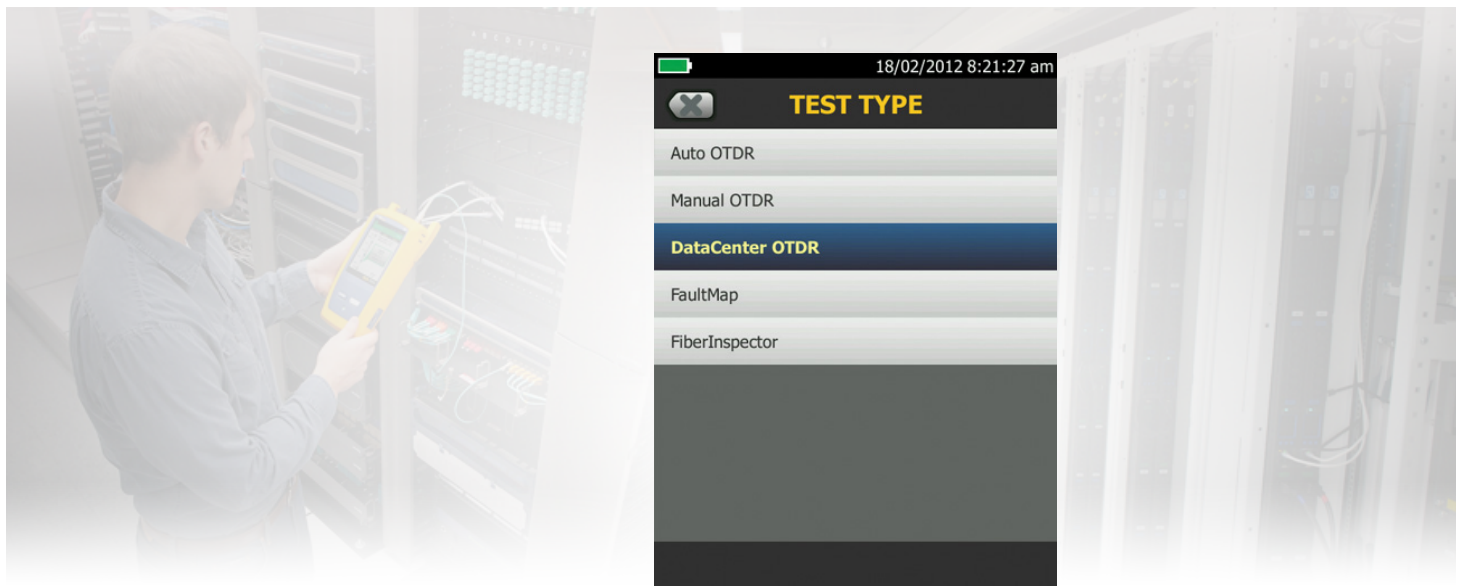 18/02/2012 8:21:27 am
TEST TYPE
Auto OTDR
Manual OTDR
DataCenter OTDR
FaultMap
FiberInspector